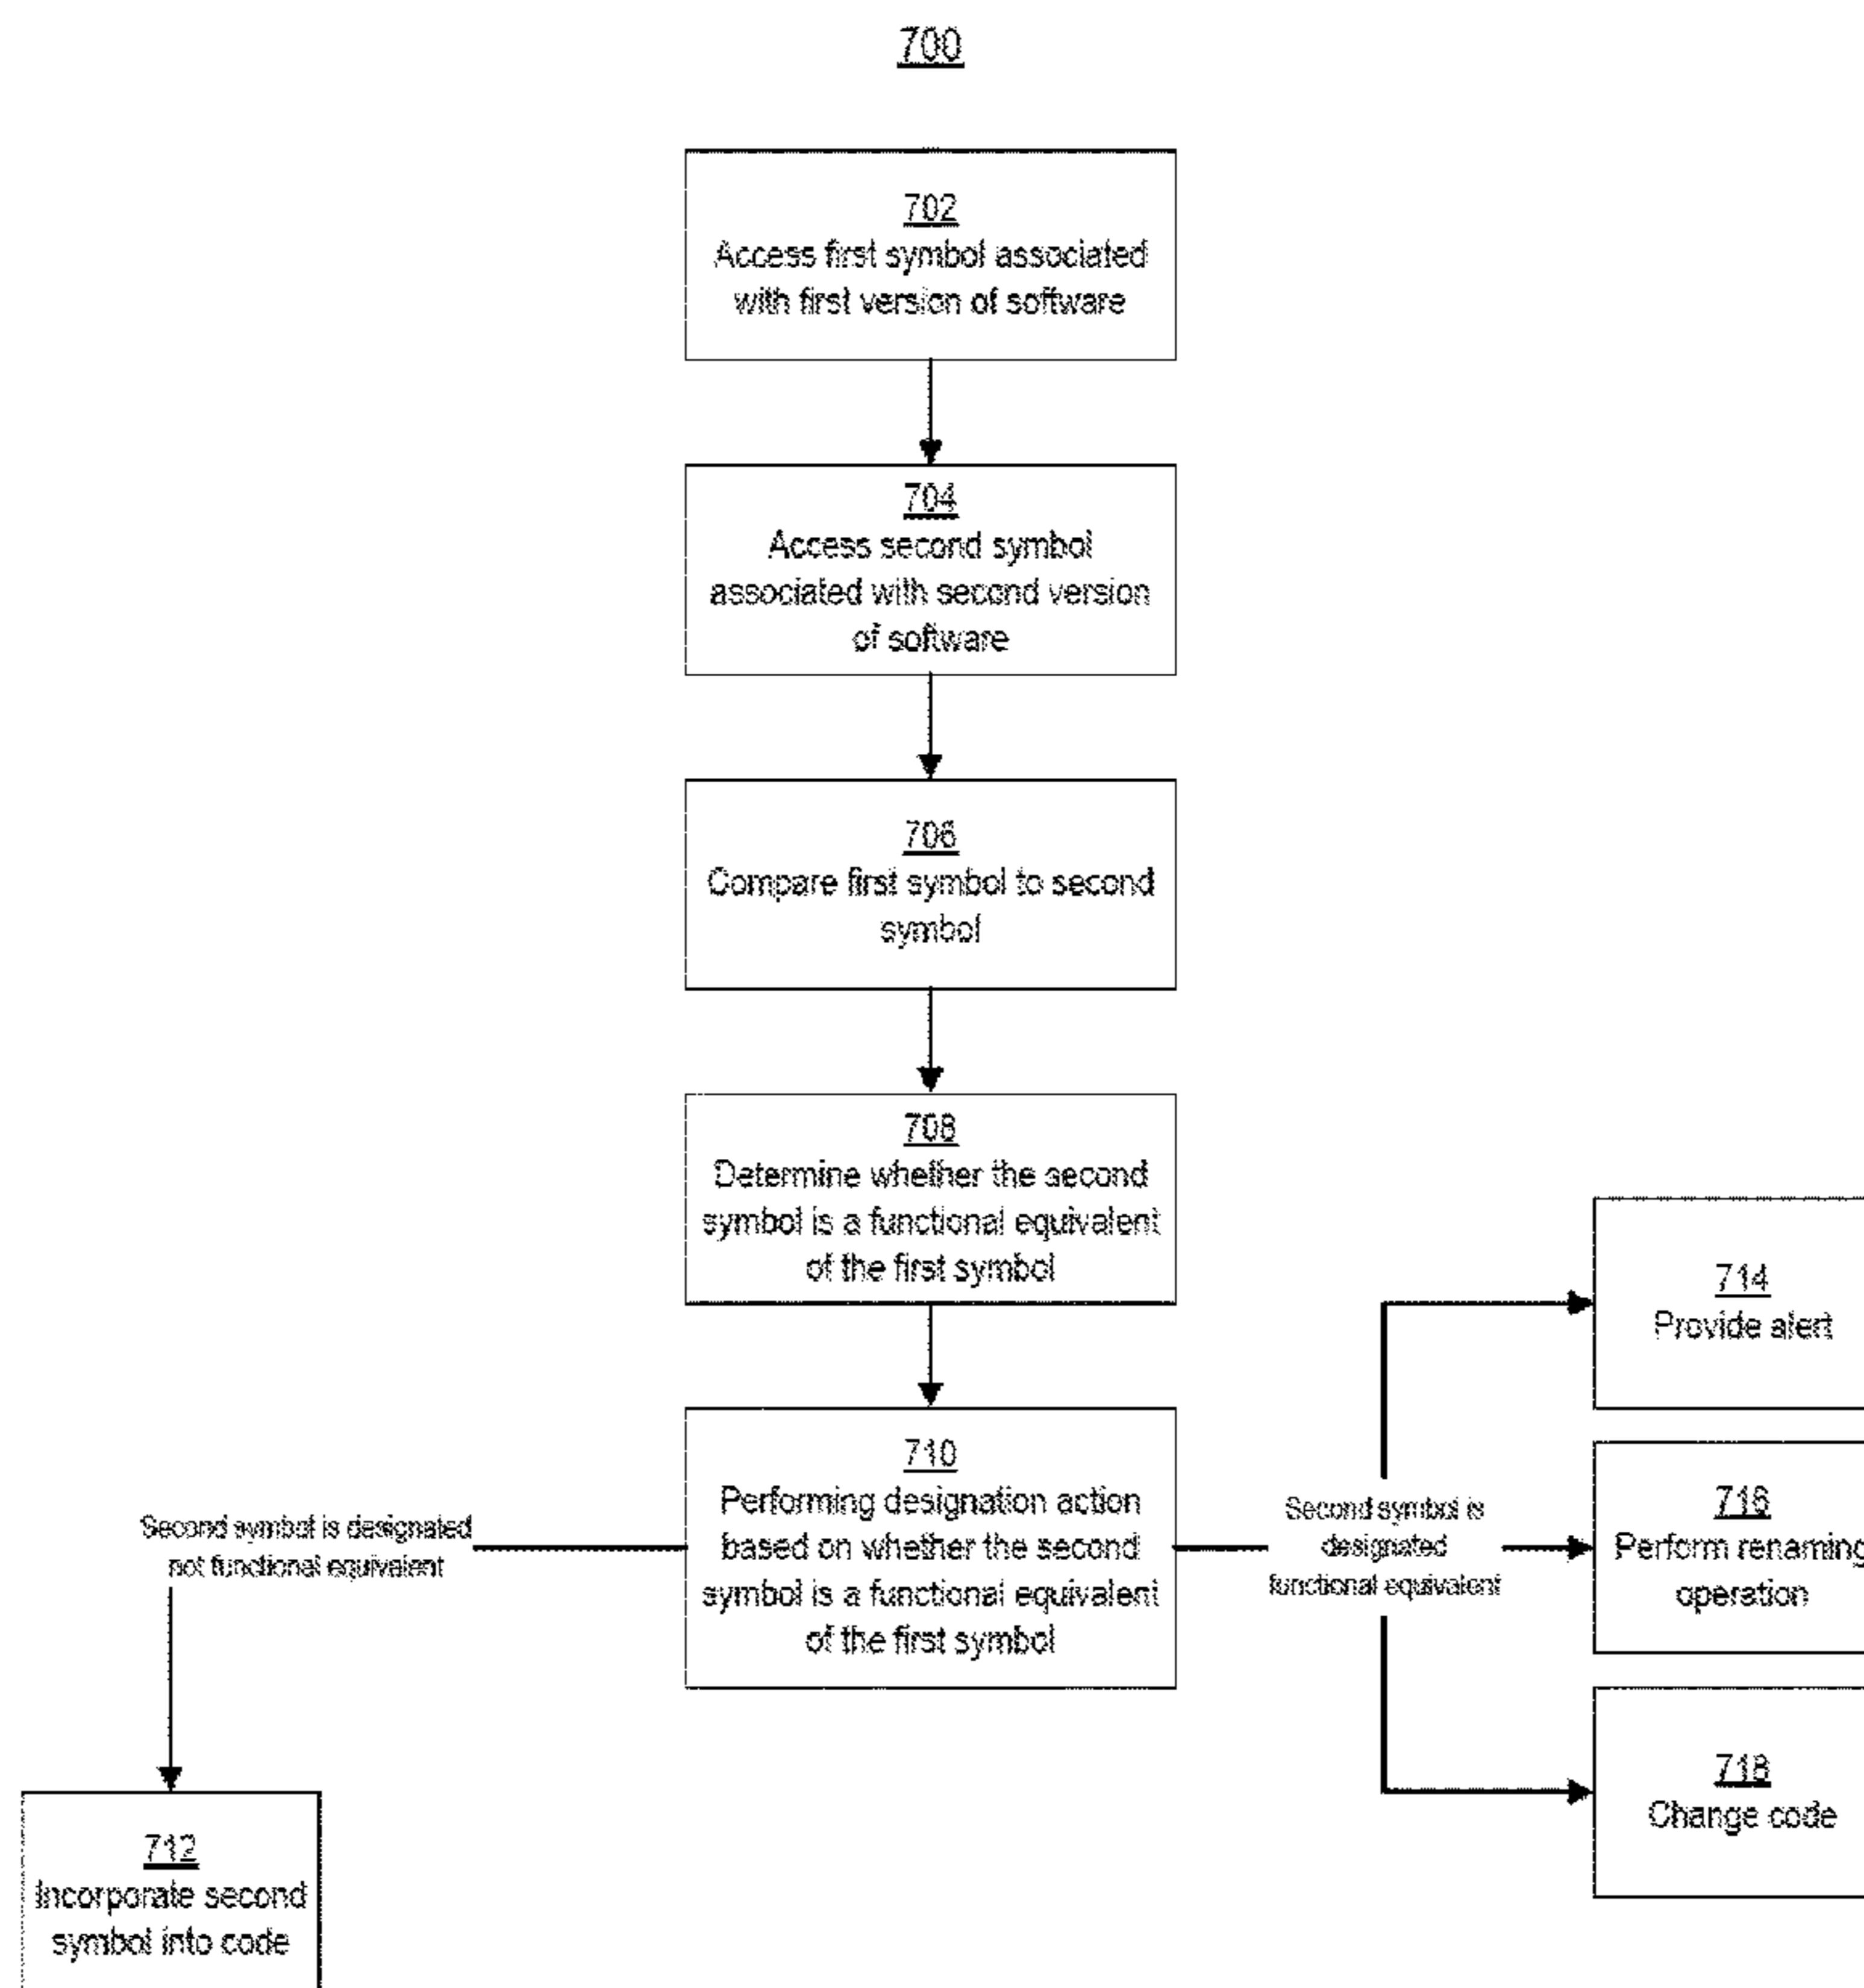 700
702
Access first symbol associated
with first version of software
704
Access second symbol
associated with second version
of software
706
Compare first symbol to second
symbol
708
Determine whether the second
symbol is a functional equivalent
of the first symbol
710
Performing designation action
based on whether the second
symbol is a functional equivalent
of the first symbol
Second symbol is designated
not functional equivalent
712
Incorporate second
symbol into code
Second symbol is
designated
functional equivalent
714
Provide alert
716
Perform renaming
operation
718
Change code